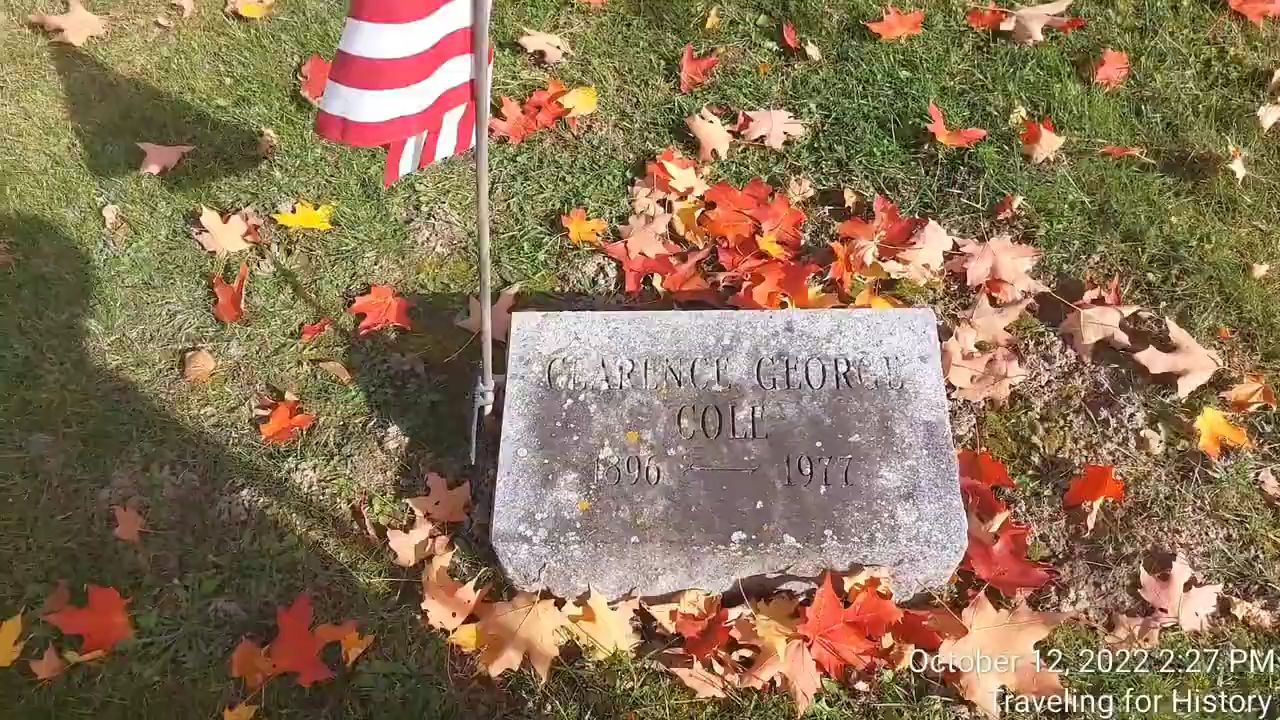 CLARENCE GEORGE
COLE
1896 1977
October 12, 2022 2:27 PM
Traveling for History